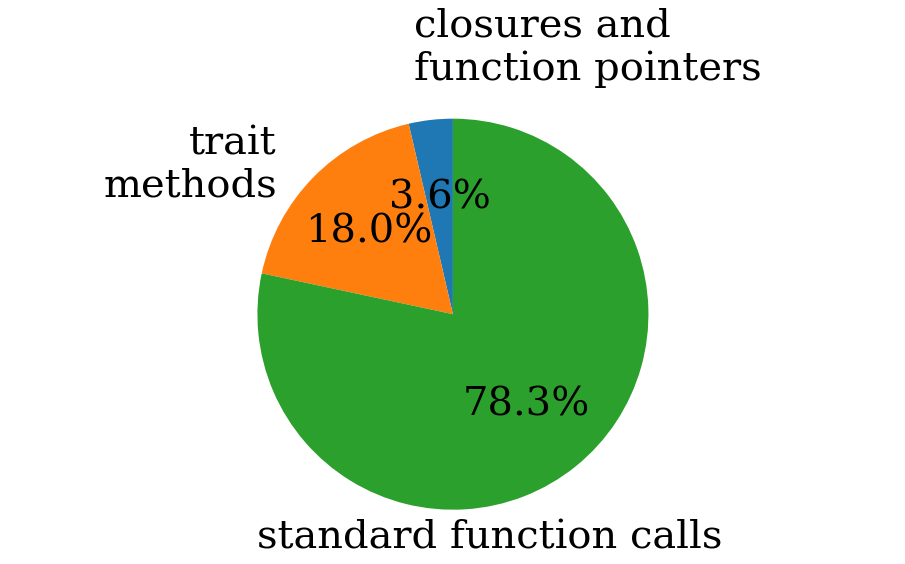 closures and
function pointers
trait
methods
3.6%
18.0%
78.3%
standard function calls